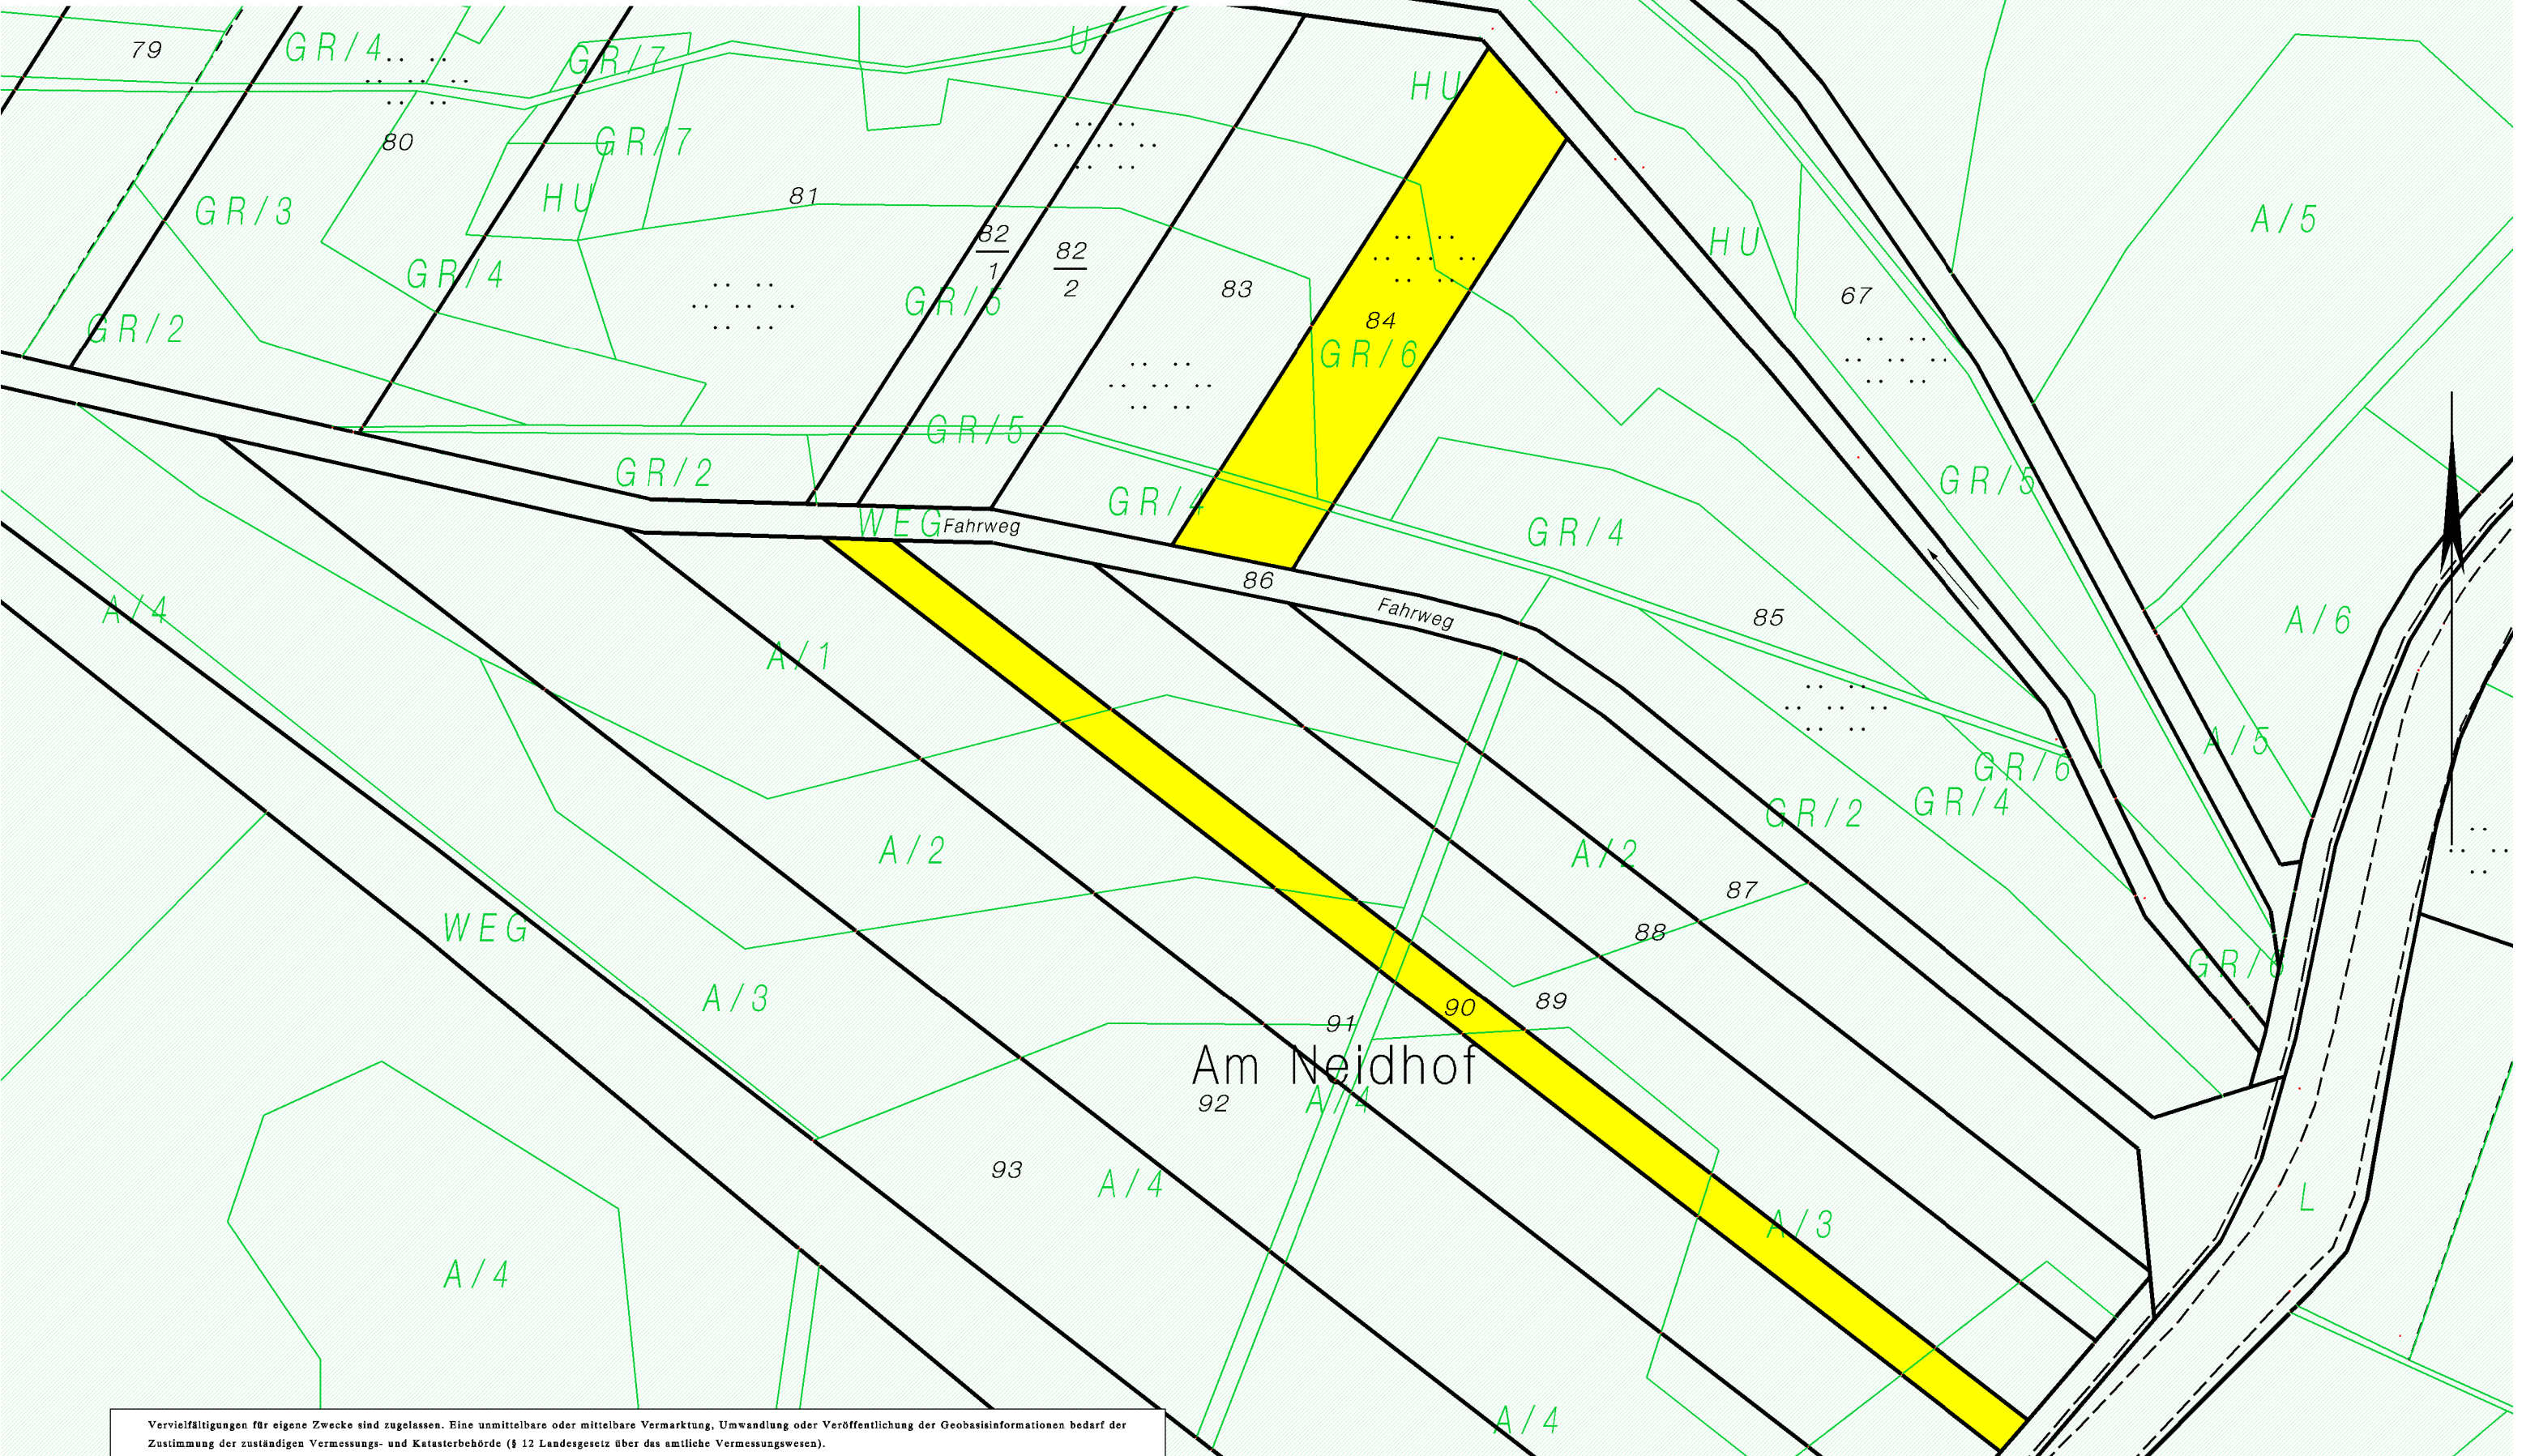 79
GR/4
GR/7
U
HU
80
GR/7
HU
81
GR/3
82
1
82
2
83
HU
67
A/5
GR/4
GR/5
84
GR/6
GR/2
GR/5
GR/2
GR/4
GR/5
WEG
Fahrweg
GR/4
86
Fahrweg
85
A/6
A/4
A/1
A/5
GR/6
GR/4
GR/2
A/2
A/2
87
88
WEG
GR/6
A/3
90
89
91
Am Neidhof
92
A/4
93
A/4
L
A/3
A/4
A/4
Vervielfältigungen für eigene Zwecke sind zugelassen. Eine unmittelbare oder mittelbare Vermarktung, Umwandlung oder Veröffentlichung der Geobasisinformationen bedarf der
Zustimmung der zuständigen Vermessungs- und Katasterbehörde (§ 12 Landesgesetz über das amtliche Vermessungswesen).